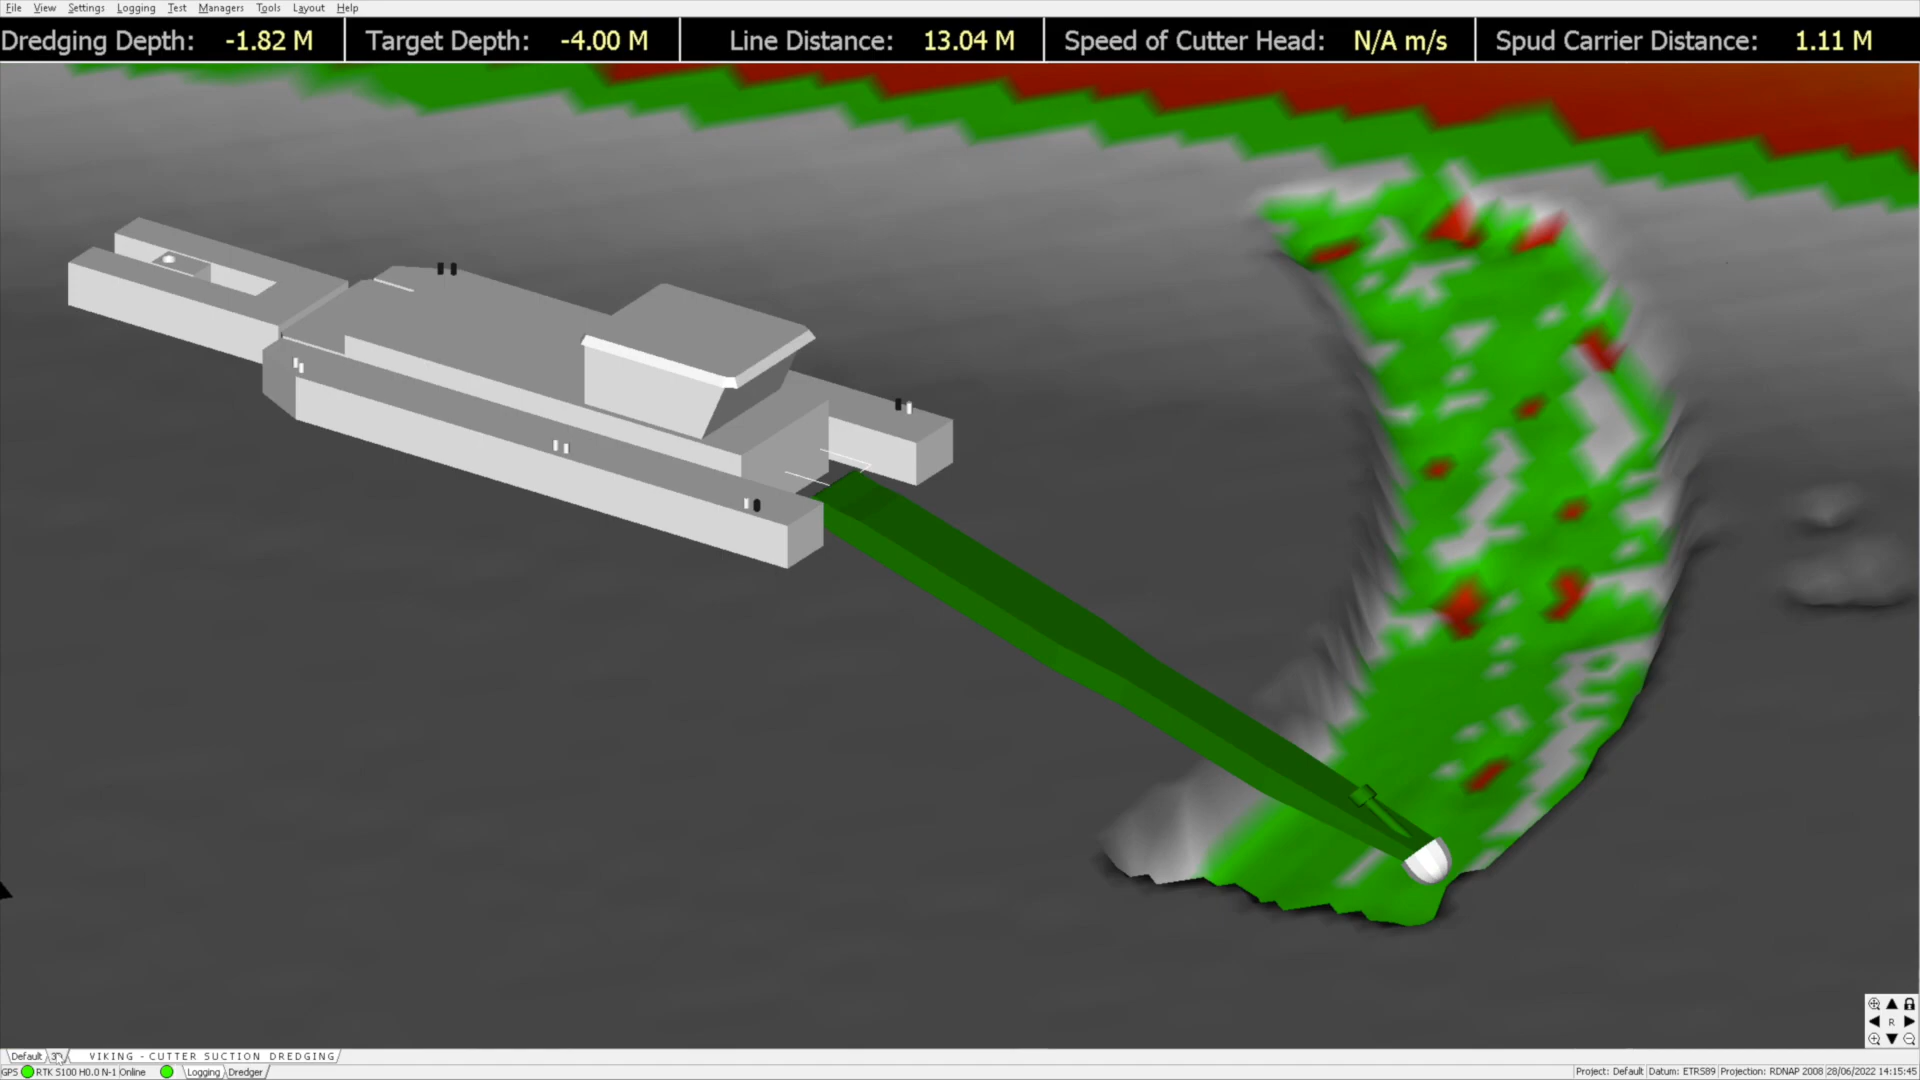 File View Settings Logging Test Managers Tools Layout Help
Dredging Depth: -1.82 M Target Depth: -4.00 M Line Distance: 13.04 M Speed of Cutter Head: N/A m/s Spud Carrier Distance: 1.11 M
R
Default VIKING - CUTTER SUCTION DREDGING
GPS RTK S100 H0.0 N-1 Online Logging Dredger Project: Default Datum: ETRS89 Projection: RDNAP 2008 28/06/2022 14:15:45